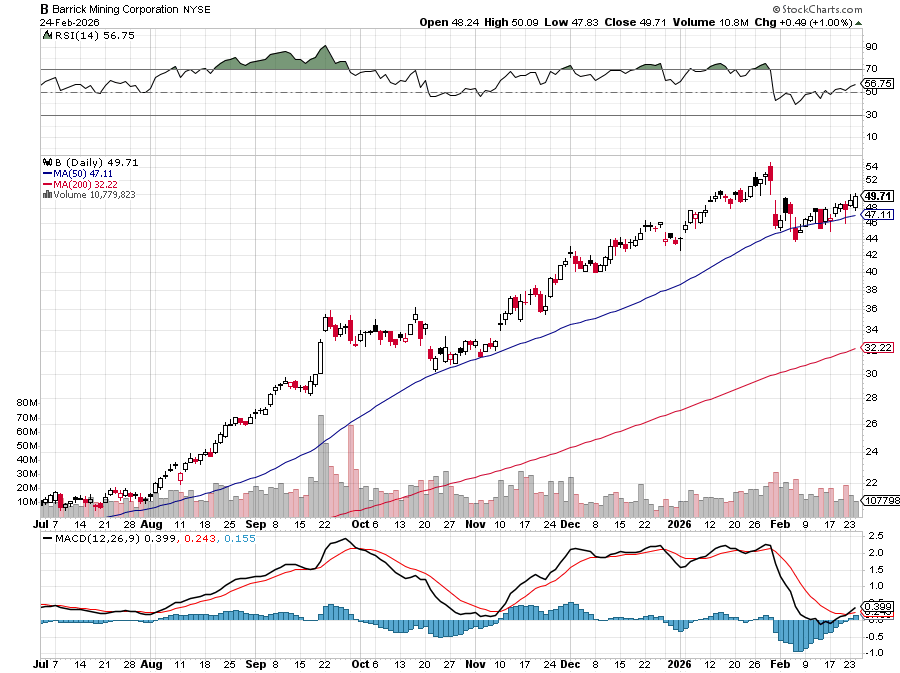 B Barrick Mining Corporation NYSE © StockCharts.com
24-Feb-2026 Open 48.24 High 50.09 Low 47.83 Close 49.71 Volume 10.8M Chg +0.49 (+1.00%)
RSI(14) 56.75
90
70
56.75
50
30
10
B (Daily) 49.71
MA(50) 47.11
MA(200) 32.22
Volume 10,779,823
54
52
49.71
48
47.11
46
44
42
40
38
36
34
32.22
30
28
26
24
22
107798
80M
70M
60M
50M
40M
30M
20M
10M
Jul 7 14 21 28 Aug 11 18 25 Sep 8 15 22 Oct 6 13 20 27 Nov 10 17 24 Dec 8 15 22 2026 12 20 26 Feb 9 17 23
MACD(12,26,9) 0.399, 0.243, 0.155
2.5
2.0
1.5
1.0
0.399
-0.5
-1.0
Jul 7 14 21 28 Aug 11 18 25 Sep 8 15 22 Oct 6 13 20 27 Nov 10 17 24 Dec 8 15 22 2026 12 20 26 Feb 9 17 23